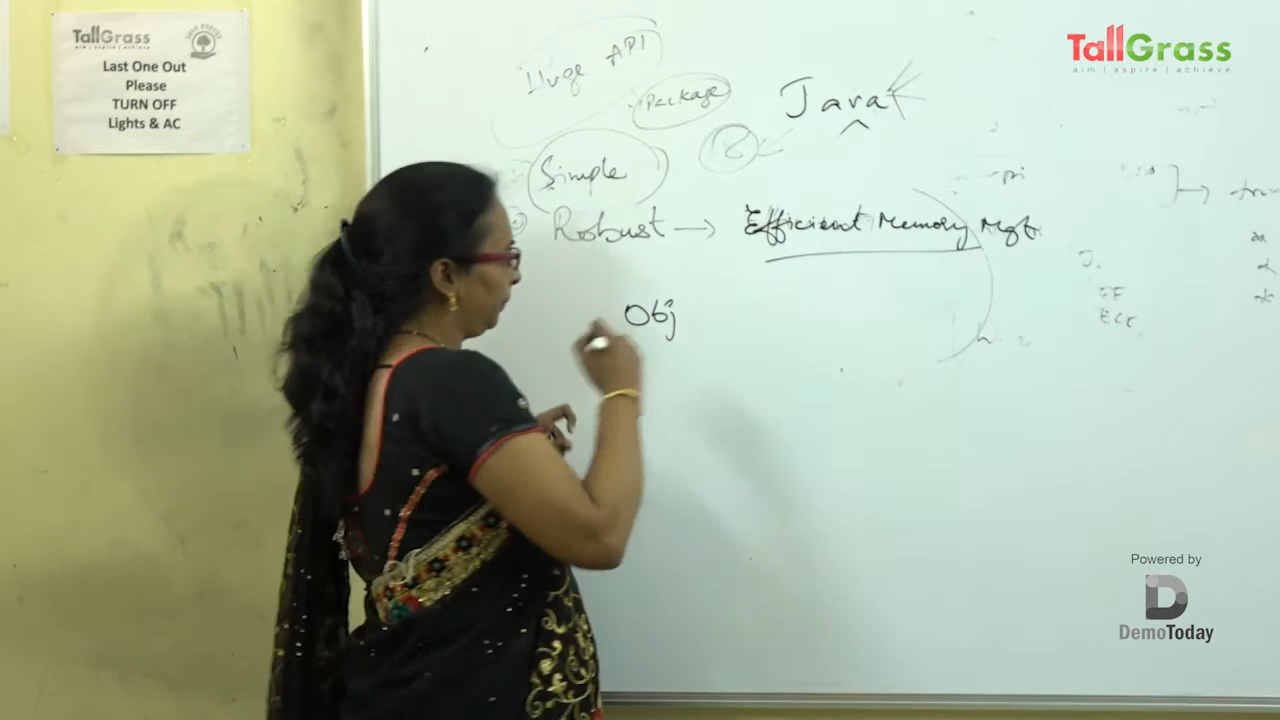 TallGrass
aim | aspire | achieve
Last One Out
Please
TURN OFF
Lights & AC
TallGrass
aim | aspire | achieve
Huge API
Package
Java
Simple
Robust → Efficient Memory Mgt
Obj
Powered by
DemoToday